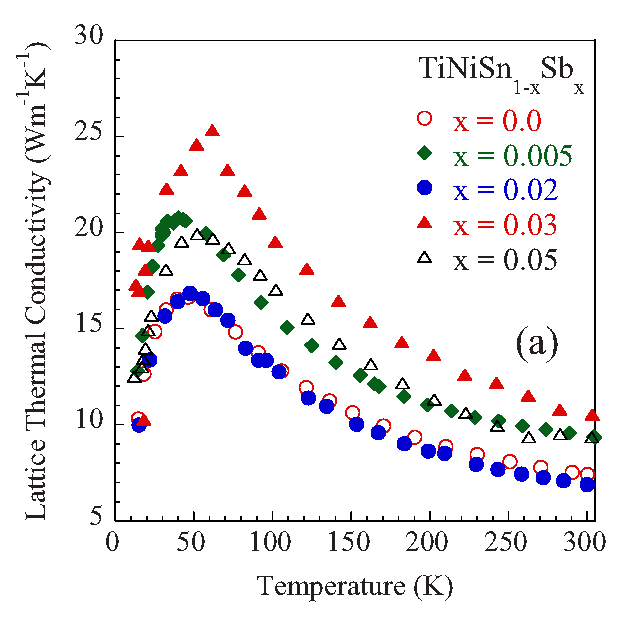 30
25
20
15
10
5
0
50
100
150
200
250
300
Lattice Thermal Conductivity (Wm⁻¹K⁻¹)
Temperature (K)
TiNiSn₁₋ₓSbₓ
x = 0.0
x = 0.005
x = 0.02
x = 0.03
x = 0.05
(a)